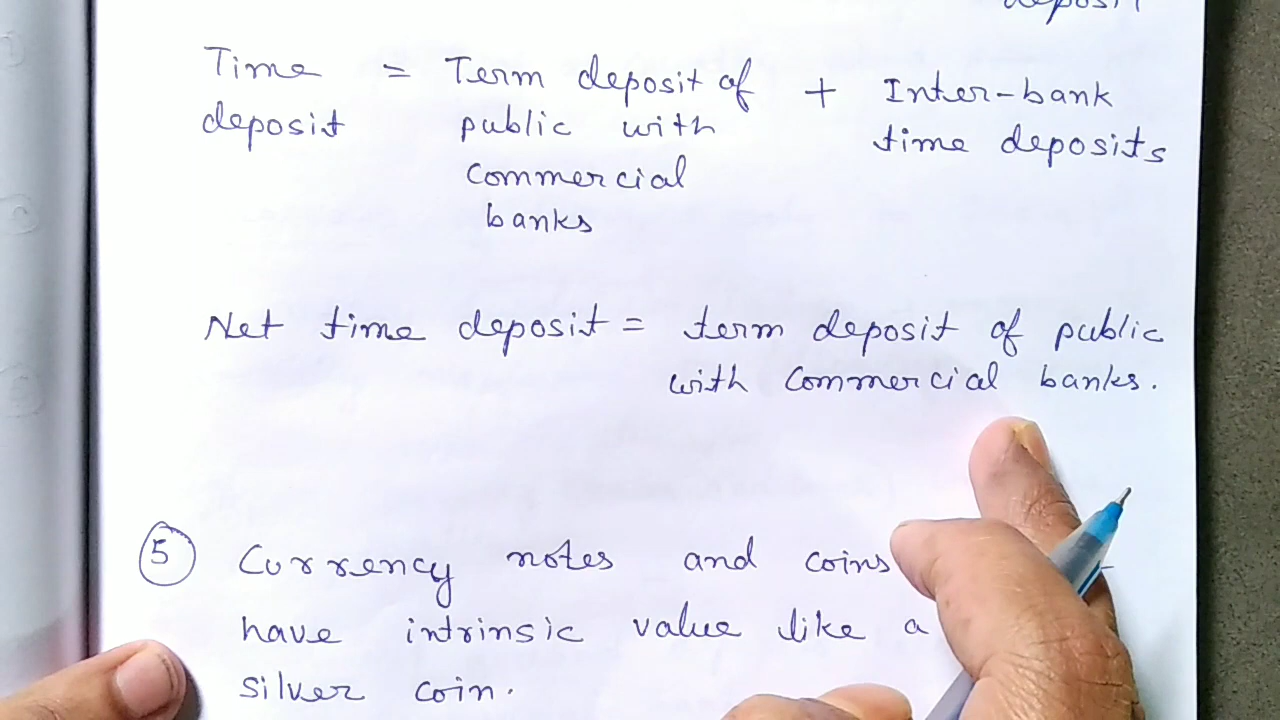 deposit
Time = Term deposit of + Inter-bank
deposit public with time deposits
commercial
banks
Net time deposit = term deposit of public
with commercial banks.
5 Currency notes and coins
have intrinsic value like a
silver coin.